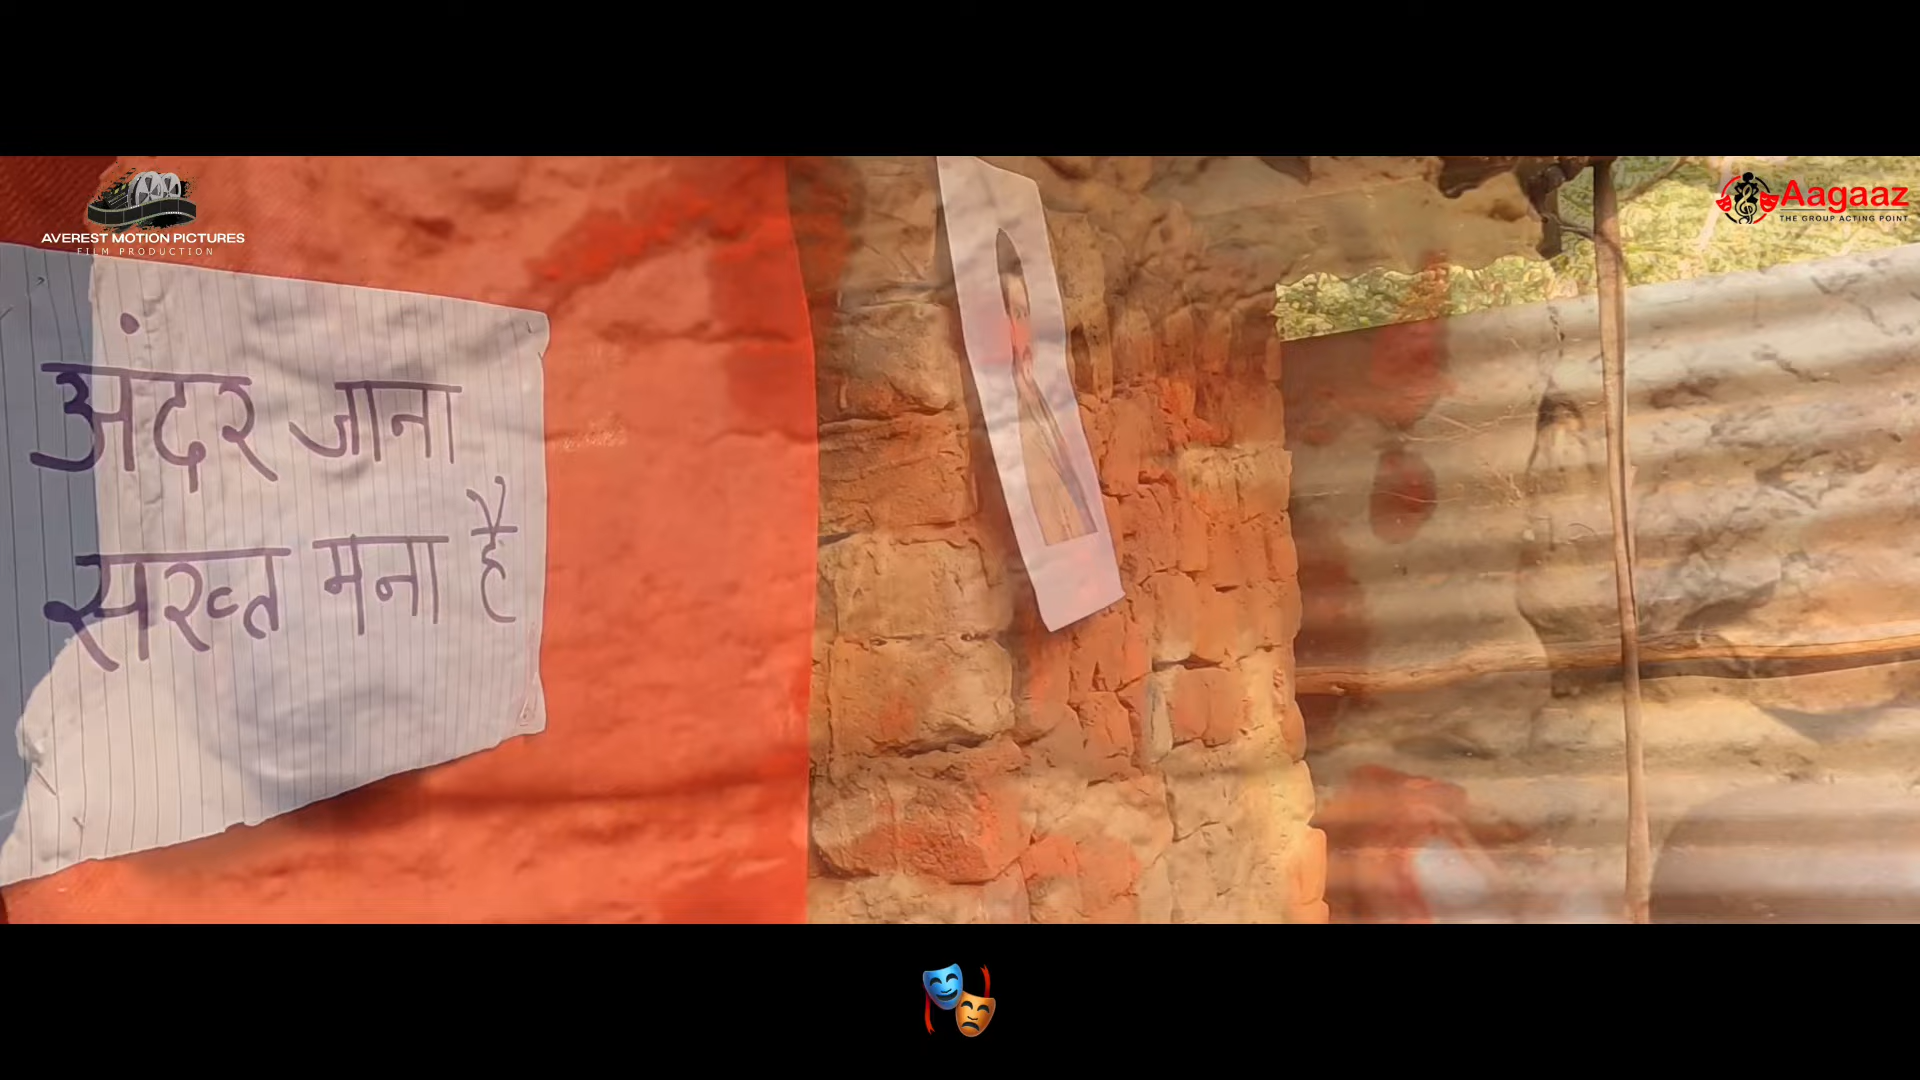 AVEREST MOTION PICTURES
FILM PRODUCTION
Aagaaz
THE GROUP ACTING POINT
अंदर जाना
सख्त मना है